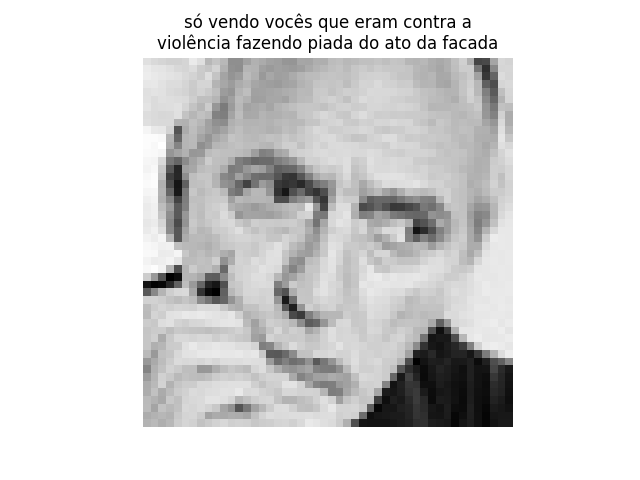 só vendo vocês que eram contra a
violência fazendo piada do ato da facada